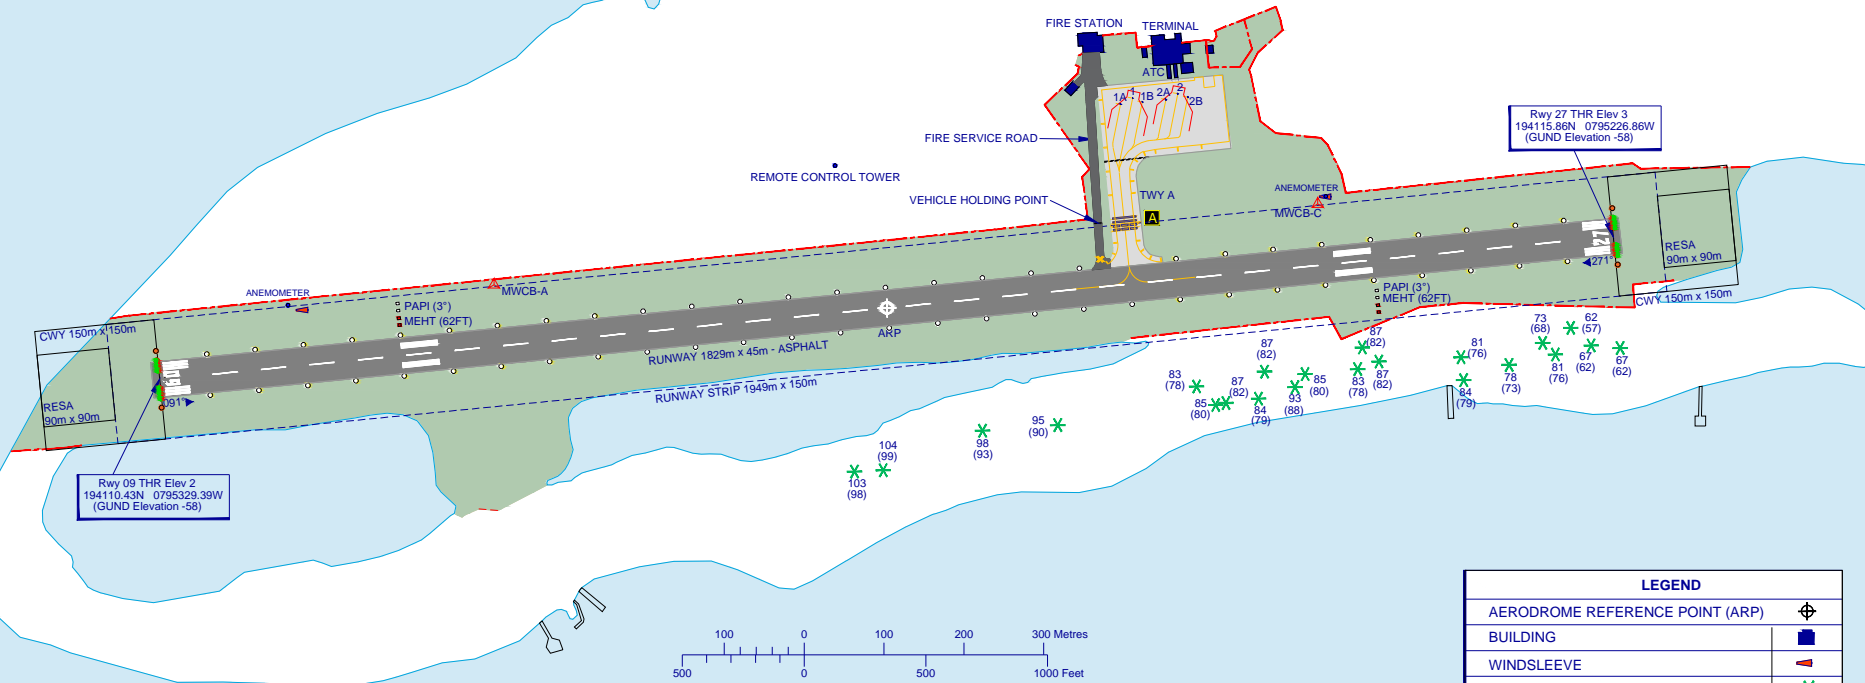 FIRE STATION
TERMINAL
ATC
1A
1
1B
2A
2
2B
FIRE SERVICE ROAD
REMOTE CONTROL TOWER
VEHICLE HOLDING POINT
TWY A
A
ANEMOMETER
MWCB-C
Rwy 27 THR Elev 3
194115.86N 0795226.86W
(GUND Elevation -58)
27
271°
RESA
90m x 90m
CWY 150m x 150m
ANEMOMETER
MWCB-A
PAPI (3°)
MEHT (62FT)
ARP
PAPI (3°)
MEHT (62FT)
CWY 150m x 150m
RUNWAY 1829m x 45m - ASPHALT
RUNWAY STRIP 1949m x 150m
09
091°
RESA
90m x 90m
Rwy 09 THR Elev 2
194110.43N 0795329.39W
(GUND Elevation -58)
103
(98)
104
(99)
98
(93)
95
(90)
83
(78)
85
(80)
87
(82)
87
(82)
84
(79)
93
(88)
85
(80)
83
(78)
87
(82)
87
(82)
81
(76)
84
(79)
78
(73)
73
(68)
81
(76)
62
(57)
67
(62)
67
(62)
100 0 100 200 300 Metres
500 0 500 1000 Feet
LEGEND
AERODROME REFERENCE POINT (ARP)
BUILDING
WINDSLEEVE